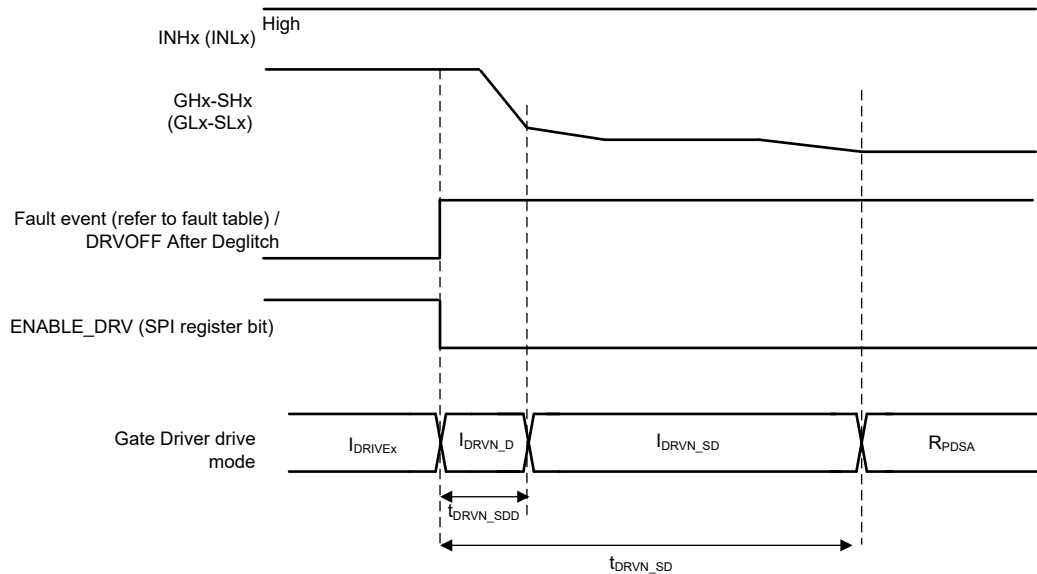 High
INHx (INLx)
GHx-SHx
(GLx-SLx)
Fault event (refer to fault table) /
DRVOFF After Deglitch
ENABLE_DRV (SPI register bit)
Gate Driver drive
mode
IDRIVEx
IDRVN_D
IDRVN_SD
RPDSA
tDRVN_SDD
tDRVN_SD